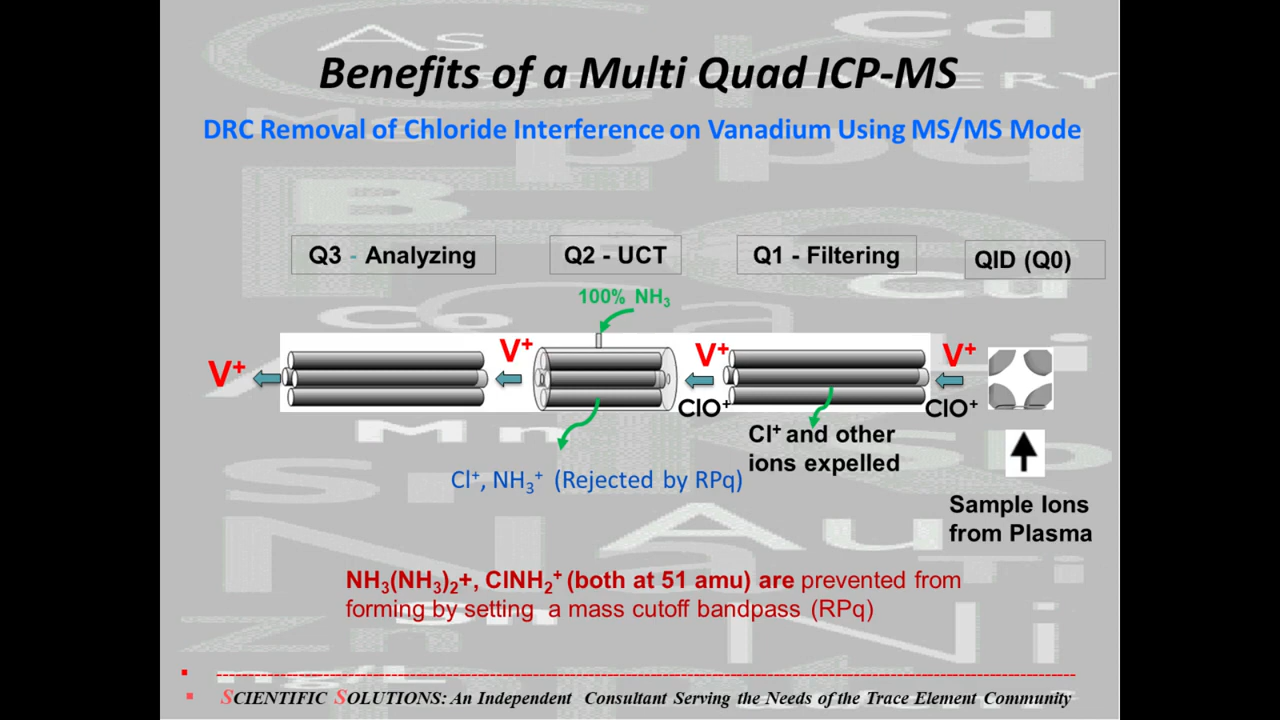 Benefits of a Multi Quad ICP-MS
DRC Removal of Chloride Interference on Vanadium Using MS/MS Mode
Q3 - Analyzing
Q2 - UCT
Q1 - Filtering
QID (Q0)
100% NH₃
V⁺
V⁺
V⁺
V⁺
ClO⁺
ClO⁺
Cl⁺ and other
ions expelled
Cl⁺, NH₃⁺ (Rejected by RPq)
Sample Ions
from Plasma
NH₃(NH₃)₂+, ClNH₂⁺ (both at 51 amu) are prevented from
forming by setting a mass cutoff bandpass (RPq)
SCIENTIFIC SOLUTIONS: An Independent Consultant Serving the Needs of the Trace Element Community